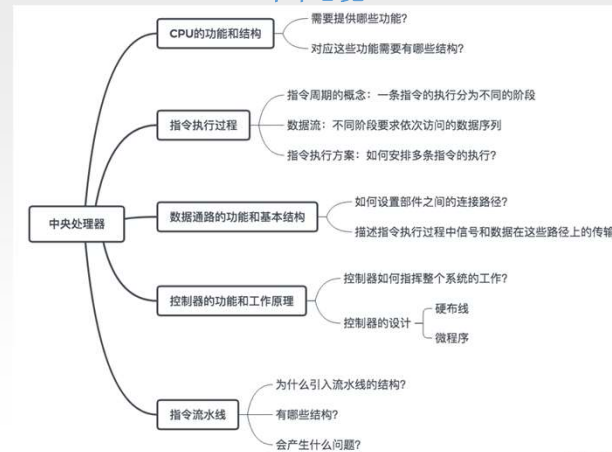 CPU的功能和结构
需要提供哪些功能?
对应这些功能需要有哪些结构?
指令执行过程
指令周期的概念：一条指令的执行分为不同的阶段
数据流：不同阶段要求依次访问的数据序列
指令执行方案：如何安排多条指令的执行?
中央处理器
数据通路的功能和基本结构
如何设置部件之间的连接路径?
描述指令执行过程中信号和数据在这些路径上的传输
控制器的功能和工作原理
控制器如何指挥整个系统的工作?
控制器的设计
硬布线
微程序
指令流水线
为什么引入流水线的结构?
有哪些结构?
会产生什么问题?